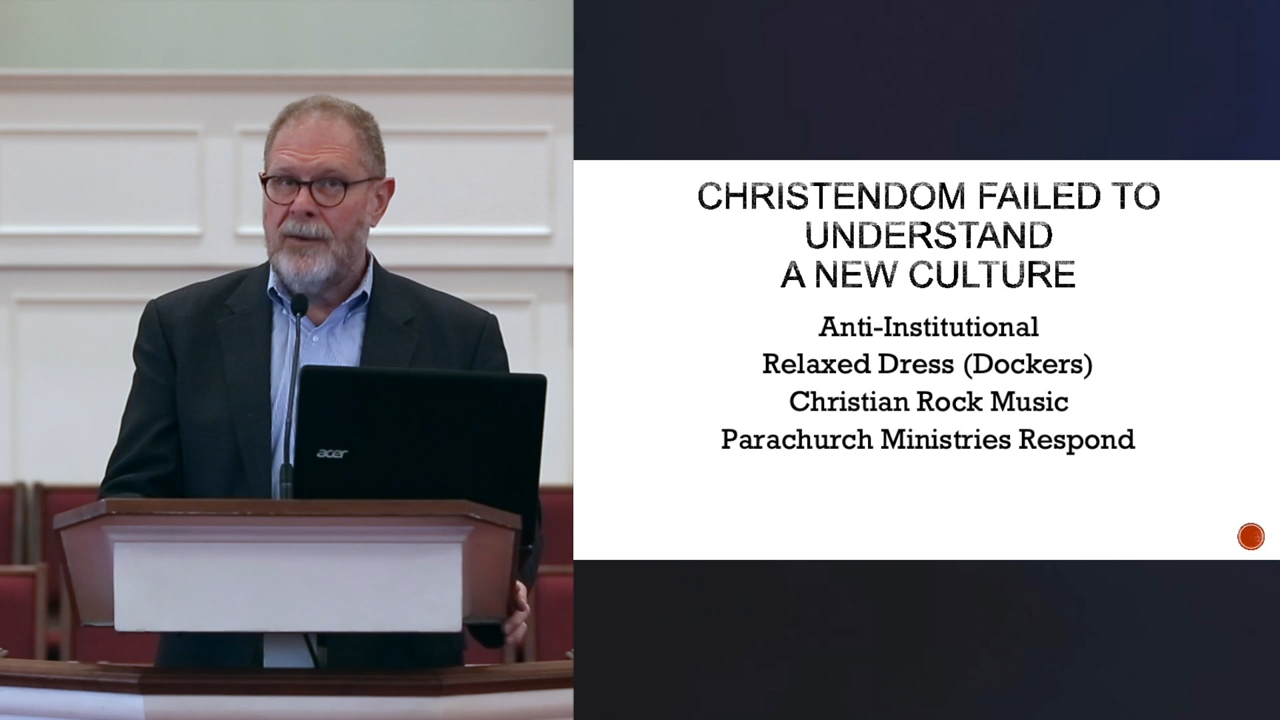 acer
CHRISTENDOM FAILED TO
UNDERSTAND
A NEW CULTURE
Anti-Institutional
Relaxed Dress (Dockers)
Christian Rock Music
Parachurch Ministries Respond